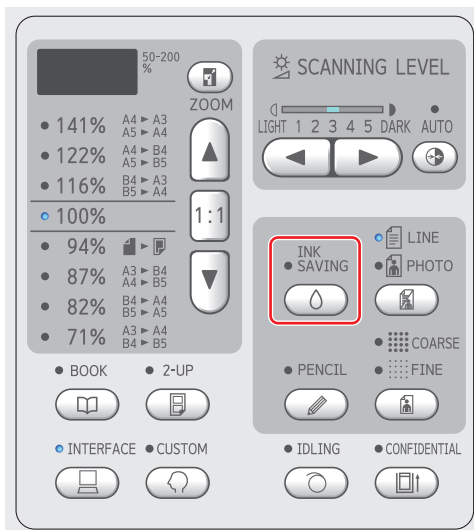 50-200
%
ZOOM
141% A4 ► A3
A5 ► A4
122% A4 ► B4
A5 ► B5
116% B4 ► A3
B5 ► A4
100%
1:1
94%
87% A3 ► B4
A4 ► B5
82% B4 ► A4
B5 ► A5
71% A3 ► A4
B4 ► B5
BOOK
2-UP
INTERFACE
CUSTOM
SCANNING LEVEL
LIGHT 1 2 3 4 5 DARK AUTO
INK
SAVING
LINE
PHOTO
COARSE
PENCIL
FINE
IDLING
CONFIDENTIAL